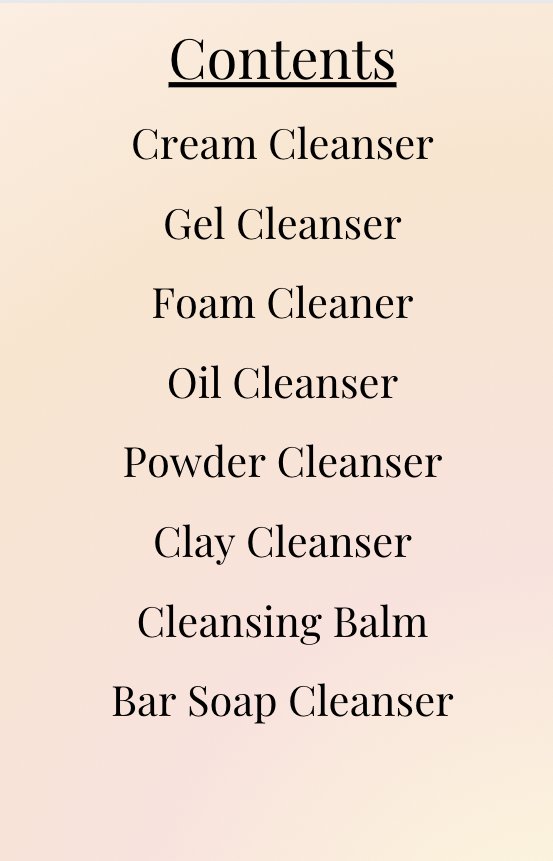 Contents
Cream Cleanser
Gel Cleanser
Foam Cleaner
Oil Cleanser
Powder Cleanser
Clay Cleanser
Cleansing Balm
Bar Soap Cleanser